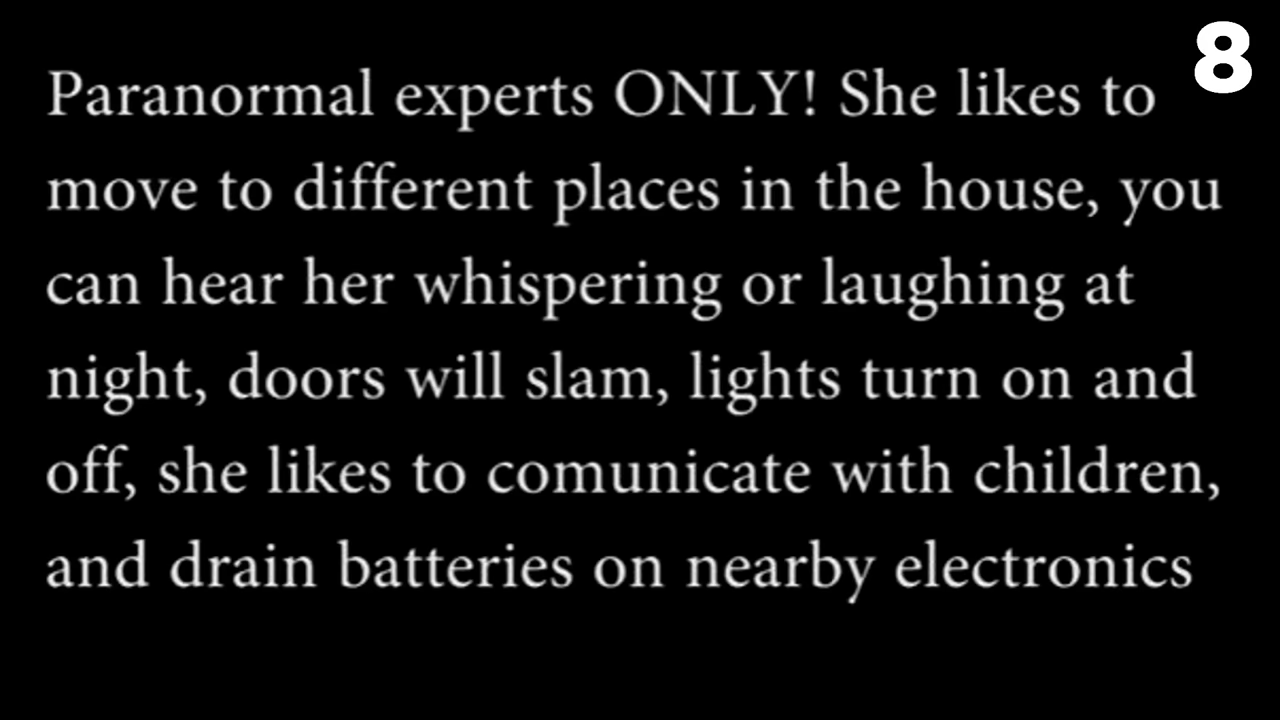 8
Paranormal experts ONLY! She likes to
move to different places in the house, you
can hear her whispering or laughing at
night, doors will slam, lights turn on and
off, she likes to comunicate with children,
and drain batteries on nearby electronics